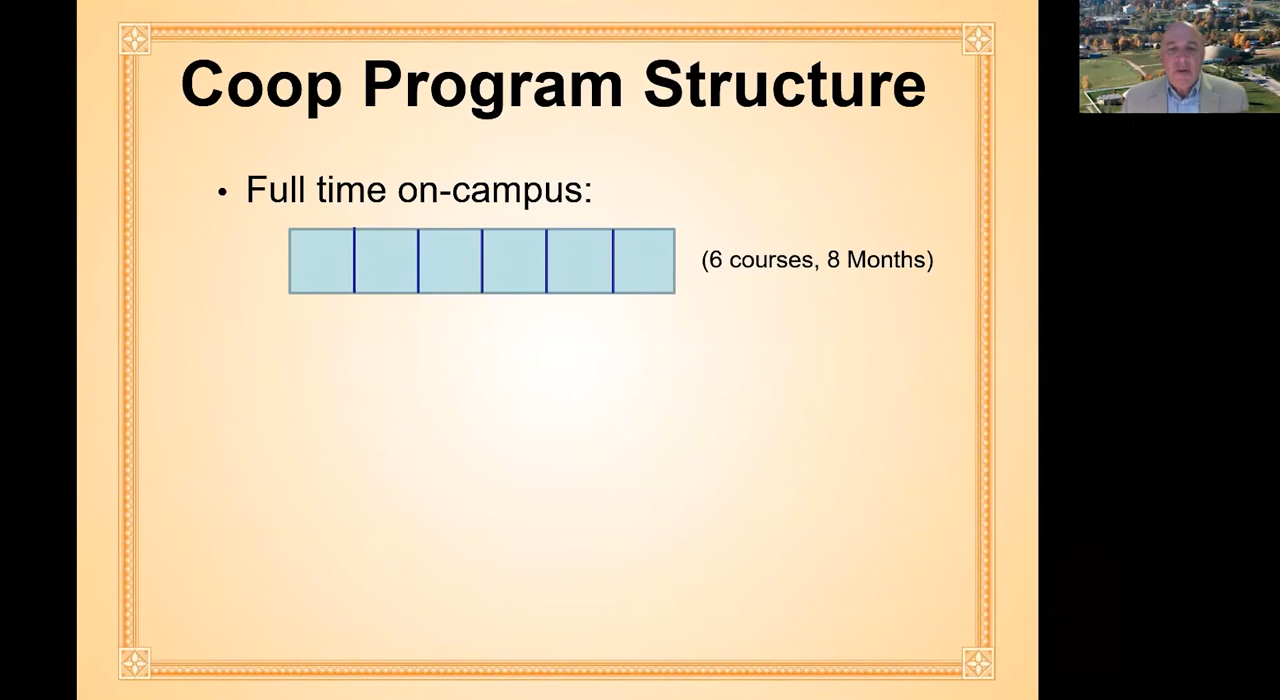 Coop Program Structure
• Full time on-campus:
(6 courses, 8 Months)